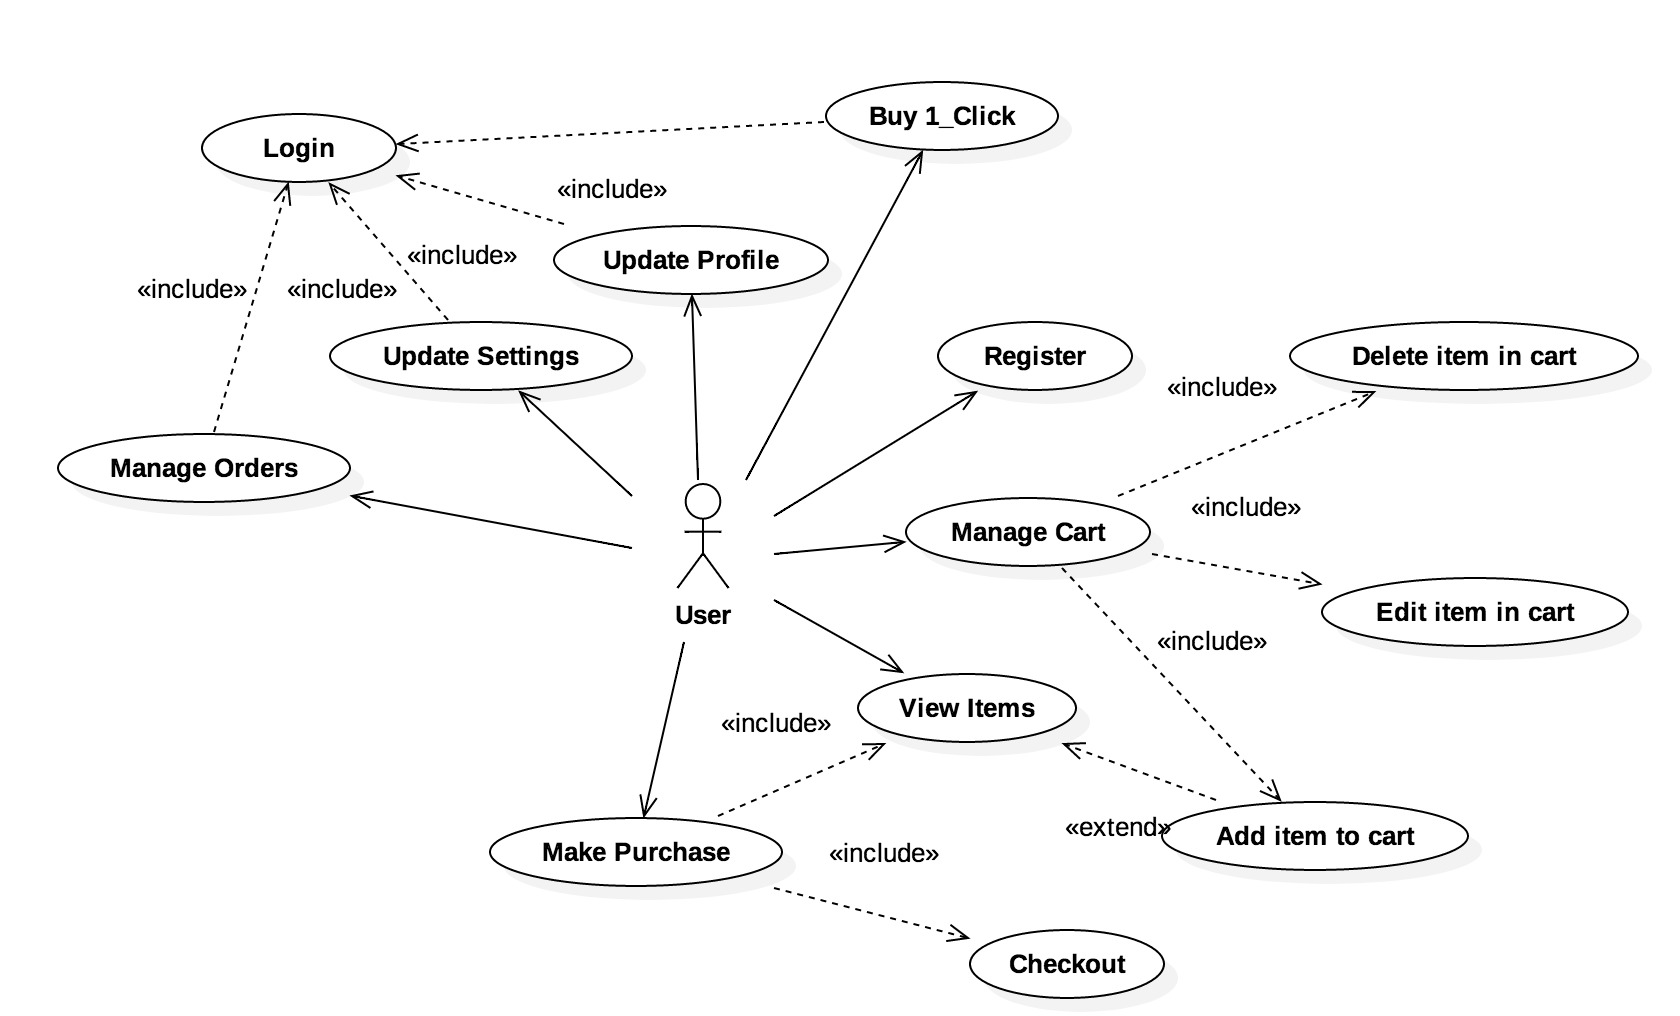 Buy 1_Click
Login
«include»
Update Profile
«include»
«include»
«include»
Update Settings
Register
Delete item in cart
«include»
Manage Orders
«include»
Manage Cart
Edit item in cart
User
«include»
View Items
«include»
«extend»
Add item to cart
Make Purchase
«include»
Checkout